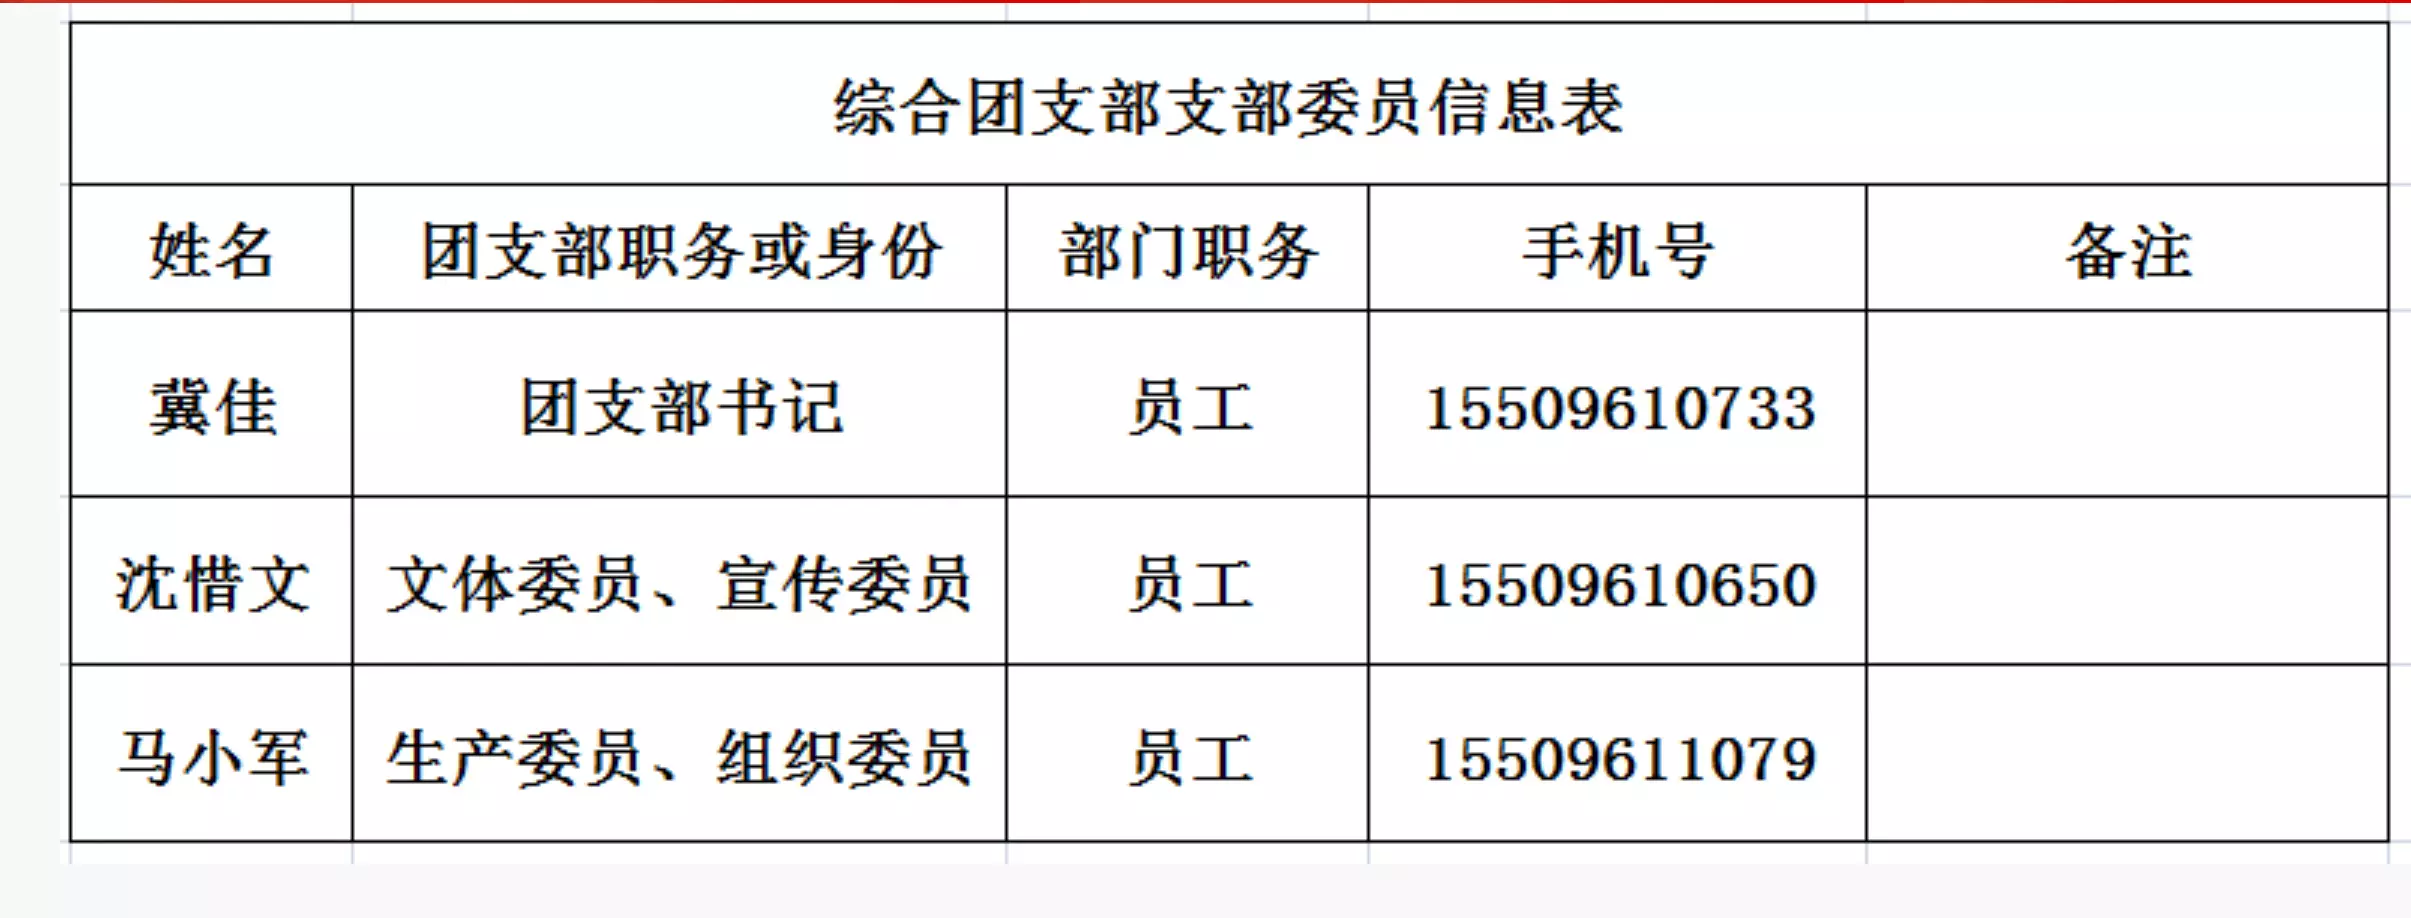 综合团支部支部委员信息表
姓名 团支部职务或身份 部门职务 手机号 备注
冀佳 团支部书记 员工 15509610733
沈惜文 文体委员、宣传委员 员工 15509610650
马小军 生产委员、组织委员 员工 15509611079